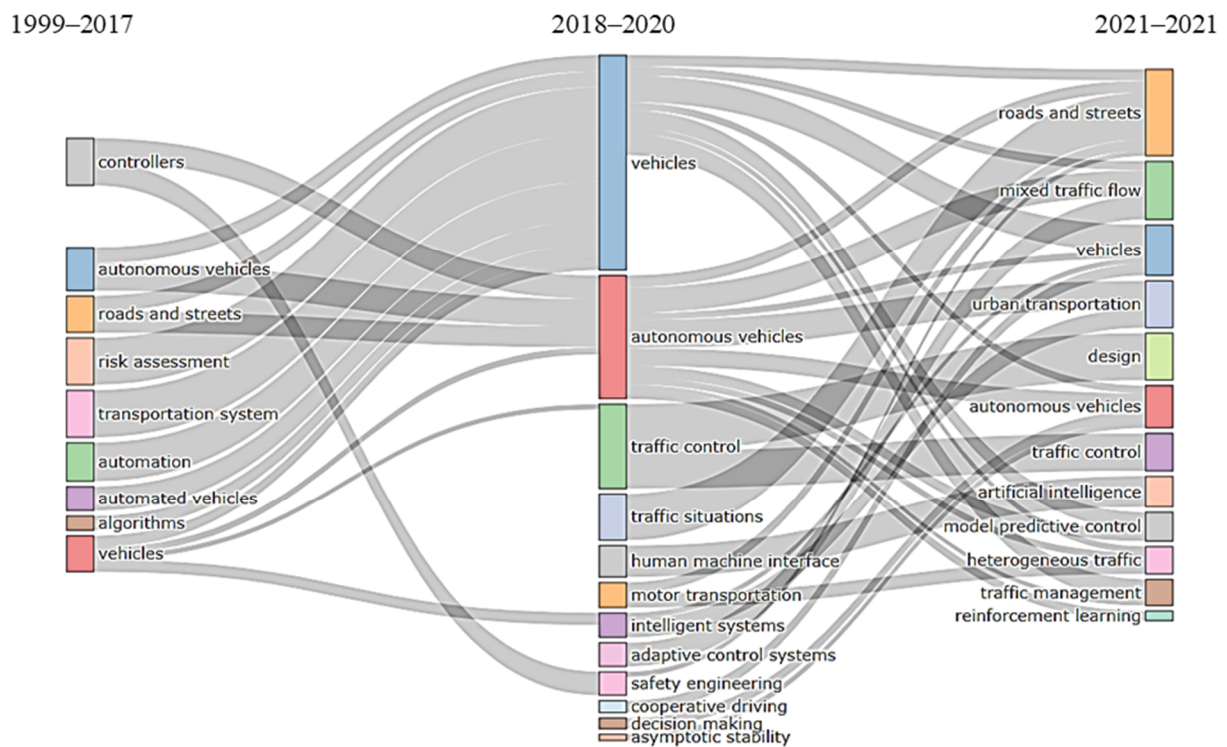 1999–2017
2018–2020
2021–2021
controllers
autonomous vehicles
roads and streets
risk assessment
transportation system
automation
automated vehicles
algorithms
vehicles
vehicles
autonomous vehicles
traffic control
traffic situations
human machine interface
motor transportation
intelligent systems
adaptive control systems
safety engineering
cooperative driving
decision making
asymptotic stability
roads and streets
mixed traffic flow
vehicles
urban transportation
design
autonomous vehicles
traffic control
artificial intelligence
model predictive control
heterogeneous traffic
traffic management
reinforcement learning